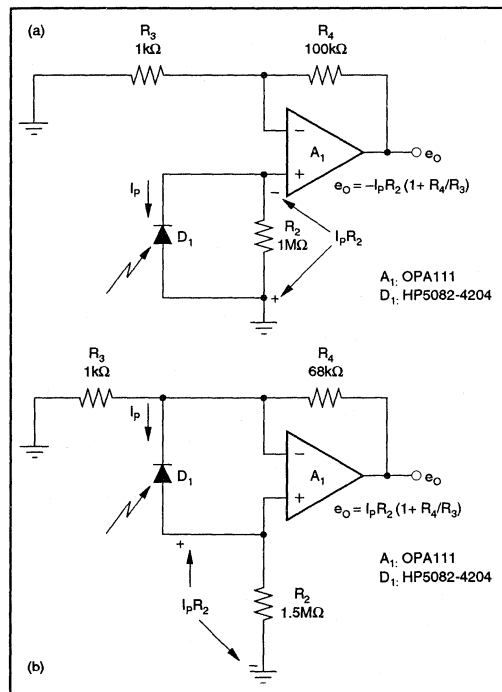 (a)
R3
1kΩ
R4
100kΩ
−
A1
+
eO
eO = −IPR2 (1+ R4/R3)
IP
−
D1
R2
1MΩ
IPR2
+
A1: OPA111
D1: HP5082-4204
R3
1kΩ
R4
68kΩ
IP
−
A1
+
eO
D1
eO = IPR2 (1+ R4/R3)
+
A1: OPA111
D1: HP5082-4204
IPR2
R2
1.5MΩ
−
(b)